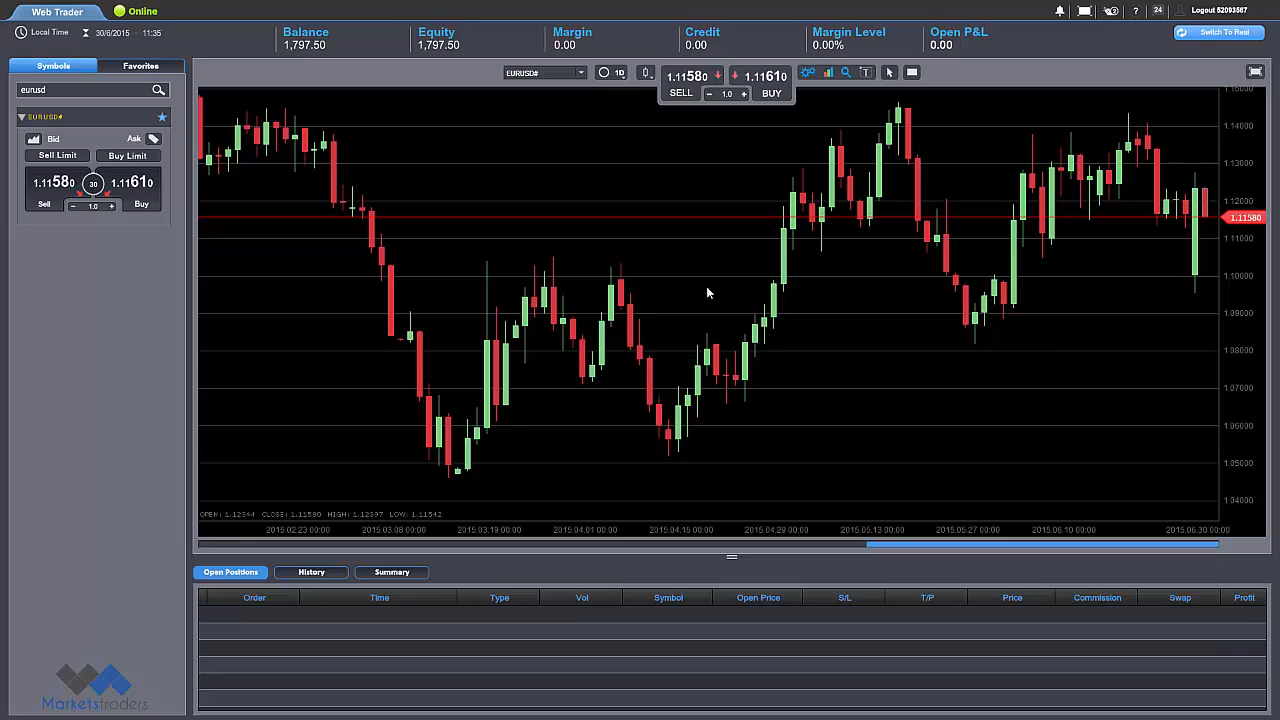 Web Trader
Online
24
Logout 52093567
Local Time
30/6/2015 - 11:35
Balance
1,797.50
Equity
1,797.50
Margin
0.00
Credit
0.00
Margin Level
0.00%
Open P&L
0.00
Switch To Real
Symbols
Favorites
eurusd
EURUSD#
Bid
Ask
Sell Limit
Buy Limit
1.11580
30
1.11610
Sell
− 1.0 +
Buy
EURUSD#
1D
1.11580
1.11610
SELL
− 1.0 +
BUY
T
1.15000
1.14000
1.13000
1.12000
1.11580
1.11000
1.10000
1.09000
1.08000
1.07000
1.06000
1.05000
1.04000
OPEN: 1.12344 CLOSE: 1.11580 HIGH: 1.12397 LOW: 1.11542
2015.02.23 00:00
2015.03.08 00:00
2015.03.19 00:00
2015.04.01 00:00
2015.04.15 00:00
2015.04.29 00:00
2015.05.13 00:00
2015.05.27 00:00
2015.06.10 00:00
2015.06.30 00:00
Open Positions
History
Summary
Order
Time
Type
Vol
Symbol
Open Price
S/L
T/P
Price
Commission
Swap
Profit
Marketstraders